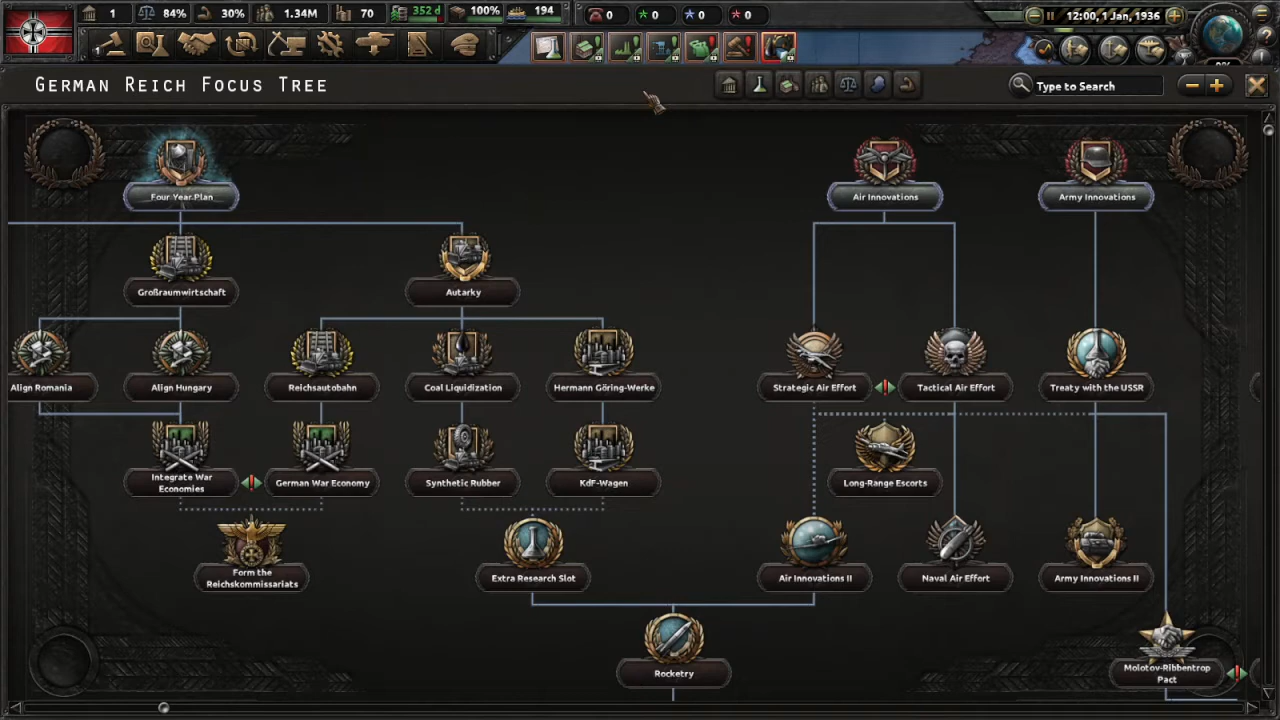 1 84% 30% 1.34M 70 352 d 100% 194 0 0 0 0 12:00, 1 Jan, 1936
German Reich Focus Tree
Type to Search
Four Year Plan
Air Innovations
Army Innovations
Großraumwirtschaft
Autarky
Align Romania
Align Hungary
Reichsautobahn
Coal Liquidization
Hermann Göring-Werke
Strategic Air Effort
Tactical Air Effort
Treaty with the USSR
Integrate War
Economies
German War Economy
Synthetic Rubber
KdF-Wagen
Long-Range Escorts
Form the
Reichskommissariats
Extra Research Slot
Air Innovations II
Naval Air Effort
Army Innovations II
Rocketry
Molotov-Ribbentrop
Pact